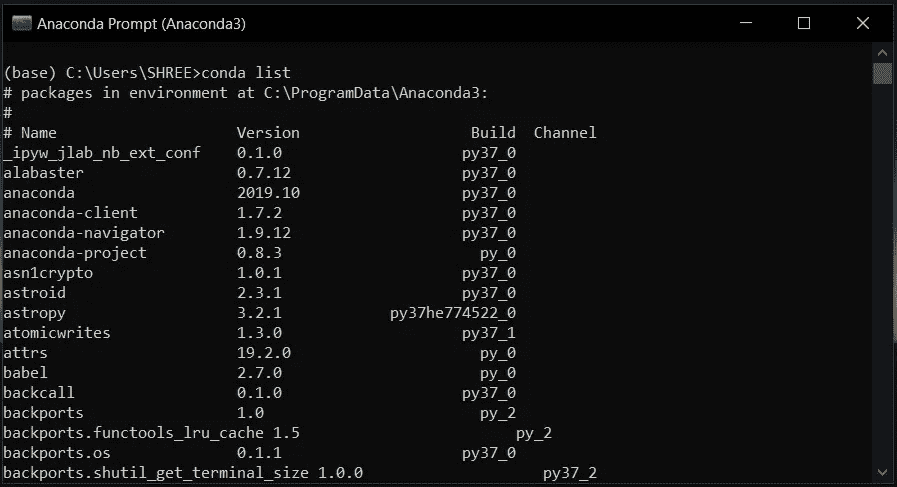 Anaconda Prompt (Anaconda3)
(base) C:\Users\SHREE>conda list
# packages in environment at C:\ProgramData\Anaconda3:
#
# Name                    Version                   Build  Channel
_ipyw_jlab_nb_ext_conf    0.1.0                    py37_0
alabaster                 0.7.12                   py37_0
anaconda                  2019.10                  py37_0
anaconda-client           1.7.2                    py37_0
anaconda-navigator        1.9.12                   py37_0
anaconda-project          0.8.3                      py_0
asn1crypto                1.0.1                    py37_0
astroid                   2.3.1                    py37_0
astropy                   3.2.1            py37he774522_0
atomicwrites              1.3.0                    py37_1
attrs                     19.2.0                     py_0
babel                     2.7.0                      py_0
backcall                  0.1.0                    py37_0
backports                 1.0                        py_2
backports.functools_lru_cache 1.5                        py_2
backports.os              0.1.1                    py37_0
backports.shutil_get_terminal_size 1.0.0                    py37_2